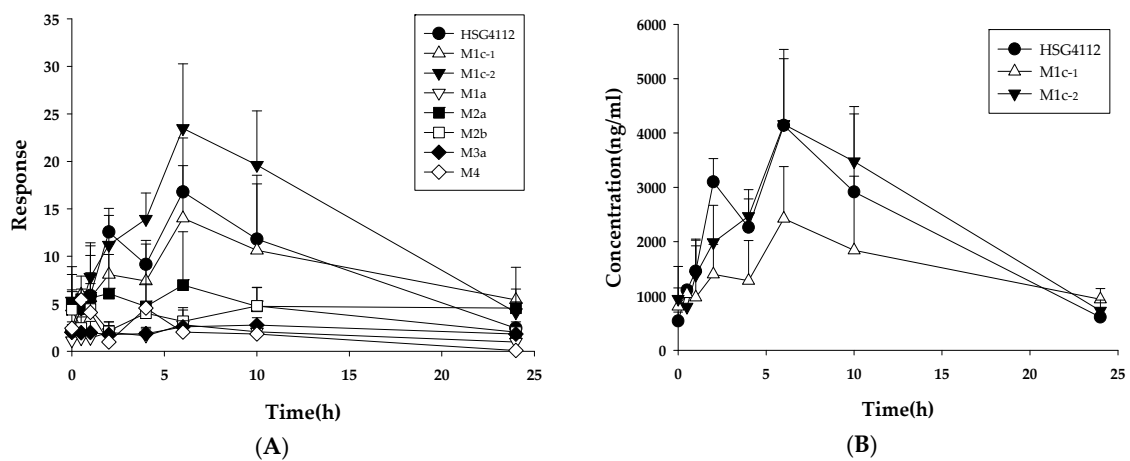 35
30
25
20
15
10
5
0
Response
0
5
10
15
20
25
Time(h)
HSG4112
M1c-1
M1c-2
M1a
M2a
M2b
M3a
M4
(A)
6000
5000
4000
3000
2000
1000
0
Concentration(ng/ml)
0
5
10
15
20
25
Time(h)
HSG4112
M1c-1
M1c-2
(B)